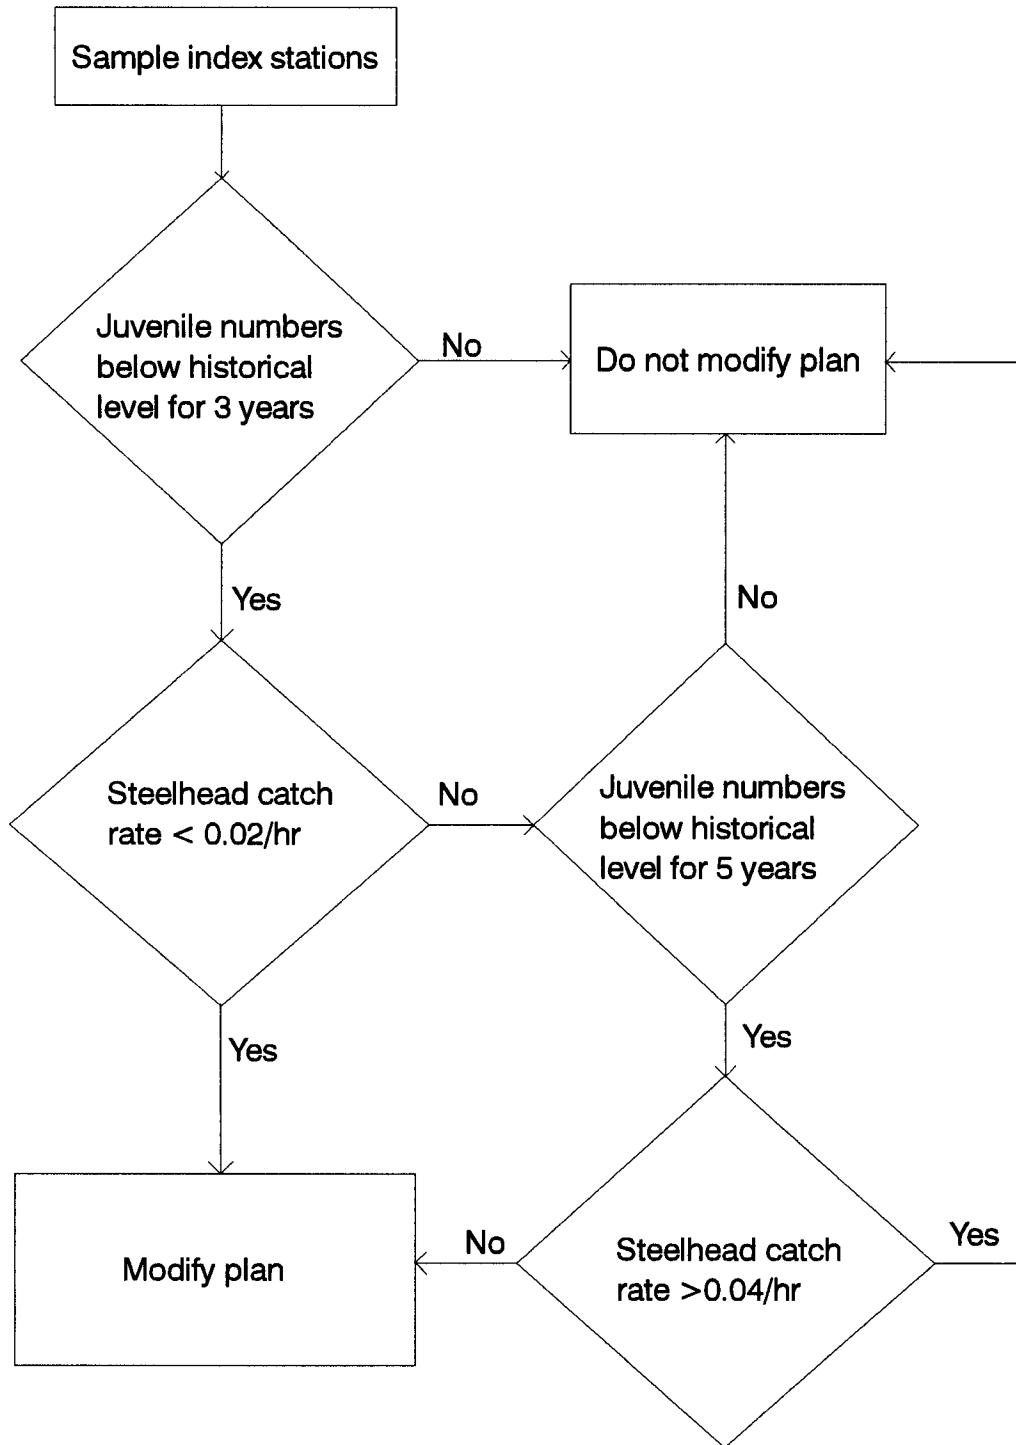 Sample index stations
Juvenile numbers
below historical
level for 3 years
No
Do not modify plan
Yes
No
Steelhead catch
rate < 0.02/hr
No
Juvenile numbers
below historical
level for 5 years
Yes
Yes
Modify plan
No
Steelhead catch
rate >0.04/hr
Yes